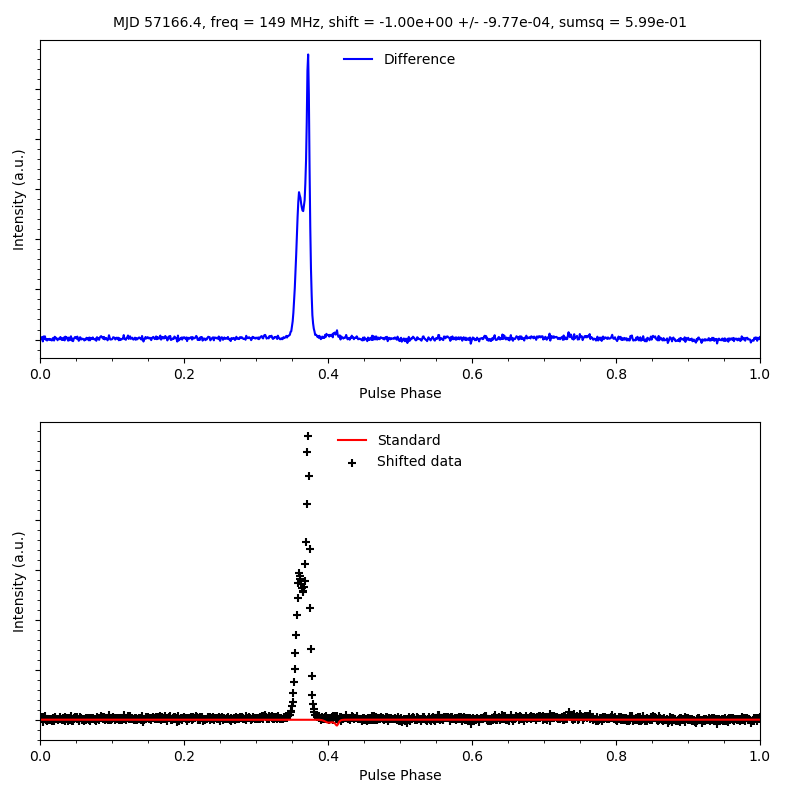 MJD 57166.4, freq = 149 MHz, shift = -1.00e+00 +/- -9.77e-04, sumsq = 5.99e-01
Difference
Intensity (a.u.)
0.0 0.2 0.4 0.6 0.8 1.0
Pulse Phase
Standard
Shifted data
Intensity (a.u.)
0.0 0.2 0.4 0.6 0.8 1.0
Pulse Phase